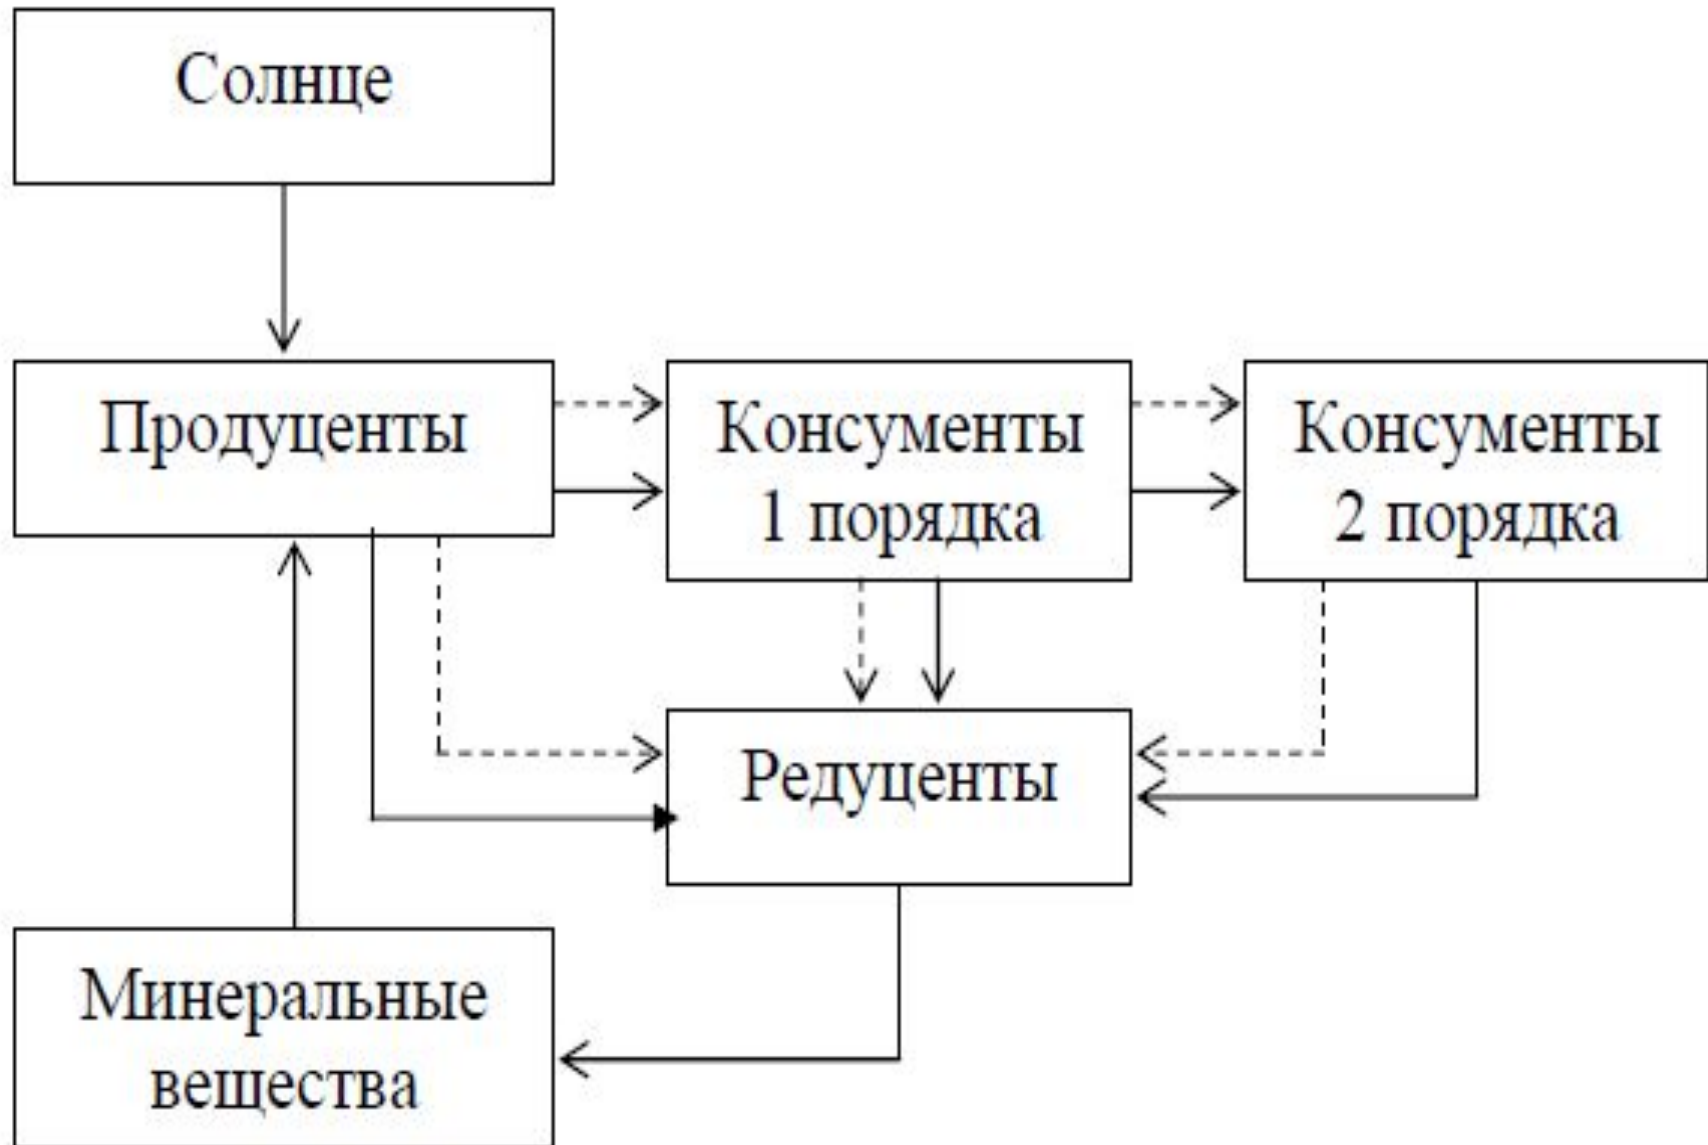 Солнце
Продуценты
Консументы
1 порядка
Консументы
2 порядка
Редуценты
Минеральные
вещества